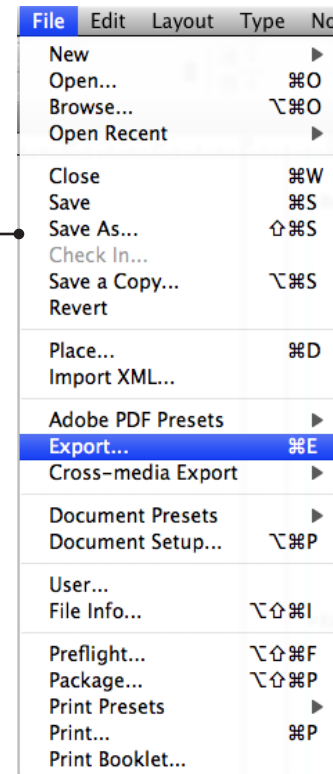 File Edit Layout Type
New ▶
Open... ⌘O
Browse... ⌥⌘O
Open Recent ▶
Close ⌘W
Save ⌘S
Save As... ⇧⌘S
Check In...
Save a Copy... ⌥⌘S
Revert
Place... ⌘D
Import XML...
Adobe PDF Presets ▶
Export... ⌘E
Cross-media Export ▶
Document Presets ▶
Document Setup... ⌥⌘P
User...
File Info... ⌥⇧⌘I
Preflight... ⌥⇧⌘F
Package... ⌥⇧⌘P
Print Presets ▶
Print... ⌘P
Print Booklet...